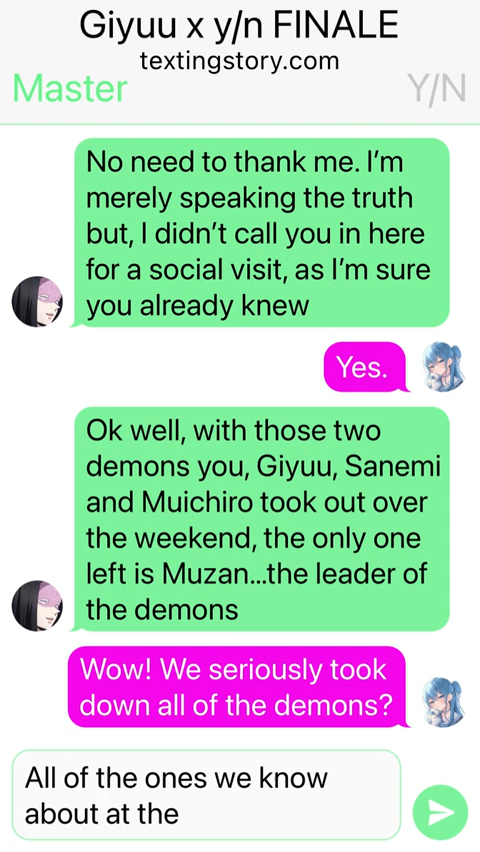 Giyuu x y/n FINALE
textingstory.com
Master
Y/N
No need to thank me. I'm
merely speaking the truth
but, I didn't call you in here
for a social visit, as I'm sure
you already knew
Yes.
Ok well, with those two
demons you, Giyuu, Sanemi
and Muichiro took out over
the weekend, the only one
left is Muzan...the leader of
the demons
Wow! We seriously took
down all of the demons?
All of the ones we know
about at the